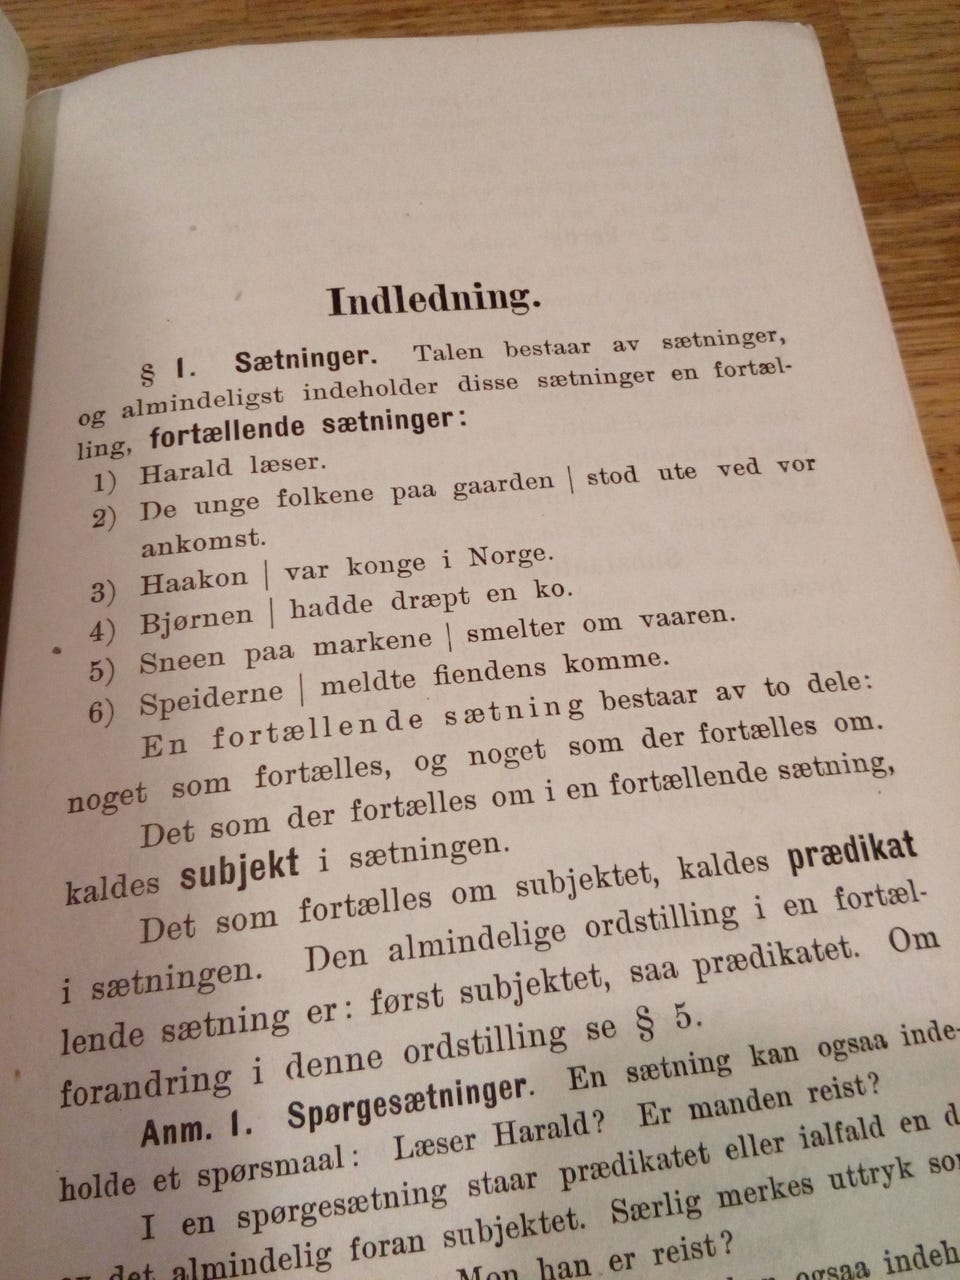 Indledning.
§ 1. Sætninger. Talen bestaar av sætninger,
og almindeligst indeholder disse sætninger en fortæl-
ling, fortællende sætninger:
1) Harald læser.
2) De unge folkene paa gaarden | stod ute ved vor
ankomst.
3) Haakon | var konge i Norge.
4) Bjørnen | hadde dræpt en ko.
5) Sneen paa markene | smelter om vaaren.
6) Speiderne | meldte fiendens komme.
En fortællende sætning bestaar av to dele:
noget som fortælles, og noget som der fortælles om.
Det som der fortælles om i en fortællende sætning,
kaldes subjekt i sætningen.
Det som fortælles om subjektet, kaldes prædikat
i sætningen. Den almindelige ordstilling i en fortæl-
lende sætning er: først subjektet, saa prædikatet. Om
forandring i denne ordstilling se § 5.
Anm. 1. Spørgesætninger. En sætning kan ogsaa inde-
holde et spørsmaal: Læser Harald? Er manden reist?
I en spørgesætning staar prædikatet eller ialfald en d
det almindelig foran subjektet. Særlig merkes uttryk som
Mon han er reist?
ogsaa indeh